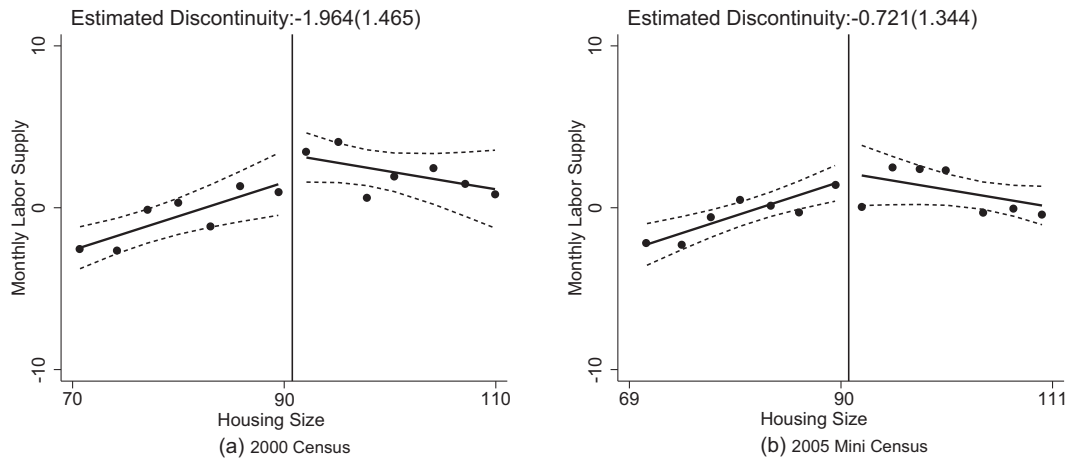 Estimated Discontinuity:-1.964(1.465)
10
0
-10
Monthly Labor Supply
70
90
110
Housing Size
(a) 2000 Census
Estimated Discontinuity:-0.721(1.344)
10
0
-10
Monthly Labor Supply
69
90
111
Housing Size
(b) 2005 Mini Census